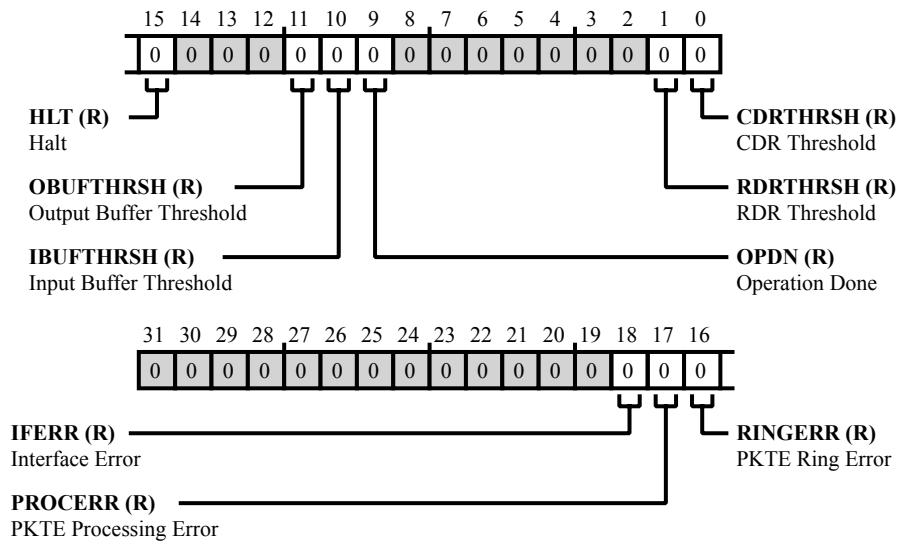 15 14 13 12 11 10 9 8 7 6 5 4 3 2 1 0
0 0 0 0 0 0 0 0 0 0 0 0 0 0 0 0
HLT (R)
Halt
CDRTHRSH (R)
CDR Threshold
OBUFTHRSH (R)
Output Buffer Threshold
RDRTHRSH (R)
RDR Threshold
IBUFTHRSH (R)
Input Buffer Threshold
OPDN (R)
Operation Done
31 30 29 28 27 26 25 24 23 22 21 20 19 18 17 16
0 0 0 0 0 0 0 0 0 0 0 0 0 0 0 0
IFERR (R)
Interface Error
RINGERR (R)
PKTE Ring Error
PROCERR (R)
PKTE Processing Error